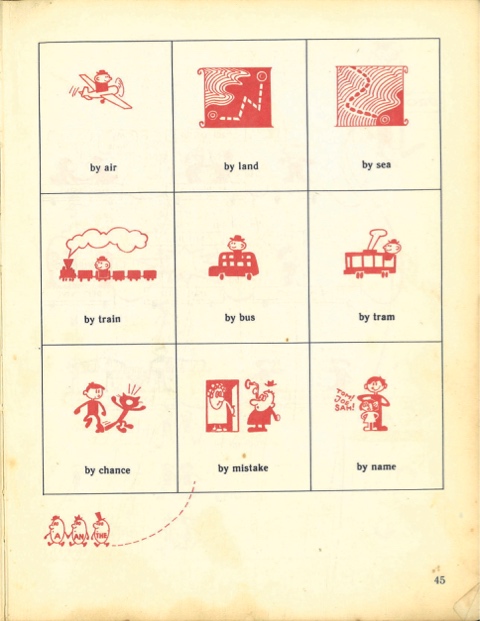 by air
by land
by sea
by train
by bus
by tram
TOM!
JOE!
SAM!
by chance
by mistake
by name
A AN THE
45